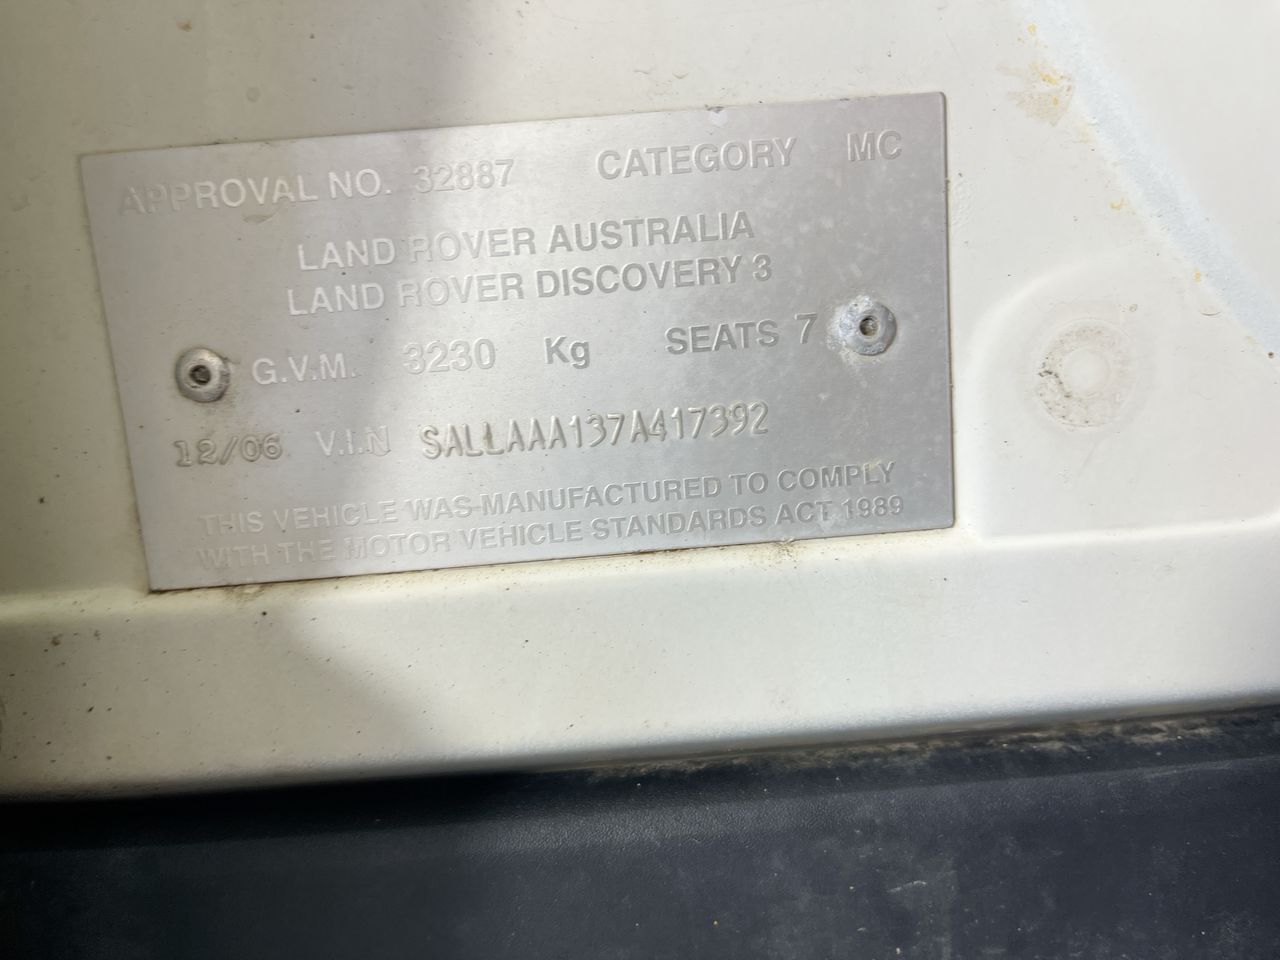 APPROVAL NO. 32887 CATEGORY MC
LAND ROVER AUSTRALIA
LAND ROVER DISCOVERY 3
G.V.M. 3230 Kg SEATS 7
12/06 V.I.N SALLAAA137A417392
THIS VEHICLE WAS MANUFACTURED TO COMPLY
WITH THE MOTOR VEHICLE STANDARDS ACT 1989